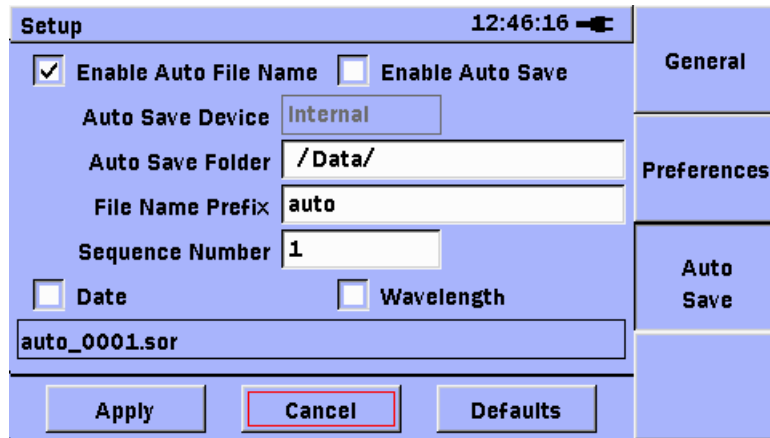 Setup 12:46:16
General
Enable Auto File Name Enable Auto Save
Auto Save Device Internal
Auto Save Folder /Data/
Preferences
File Name Prefix auto
Sequence Number 1
Auto
Save
Date Wavelength
auto_0001.sor
Apply Cancel Defaults